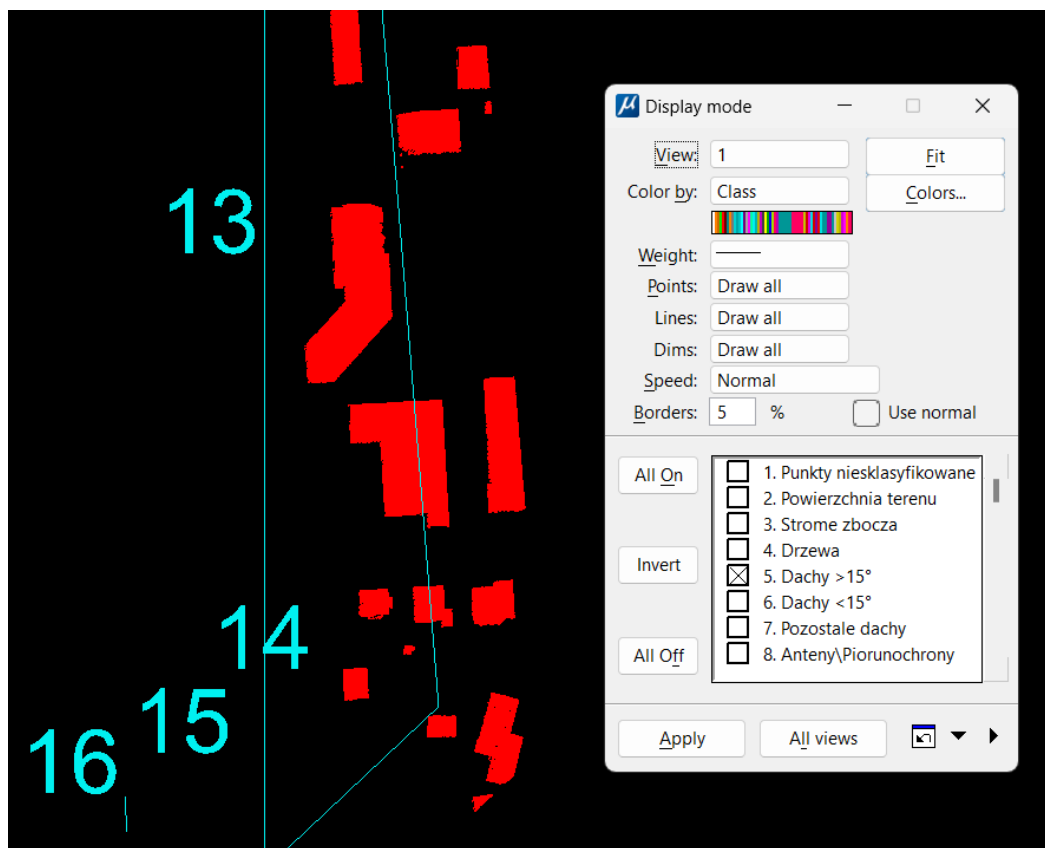 13
14
15
16
μ Display mode
View: 1
Fit
Color by: Class
Colors...
Weight:
Points: Draw all
Lines: Draw all
Dims: Draw all
Speed: Normal
Borders: 5 %
Use normal
All On
Invert
All Off
1. Punkty niesklasyfikowane
2. Powierzchnia terenu
3. Strome zbocza
4. Drzewa
5. Dachy >15°
6. Dachy <15°
7. Pozostale dachy
8. Anteny\Piorunochrony
Apply
All views